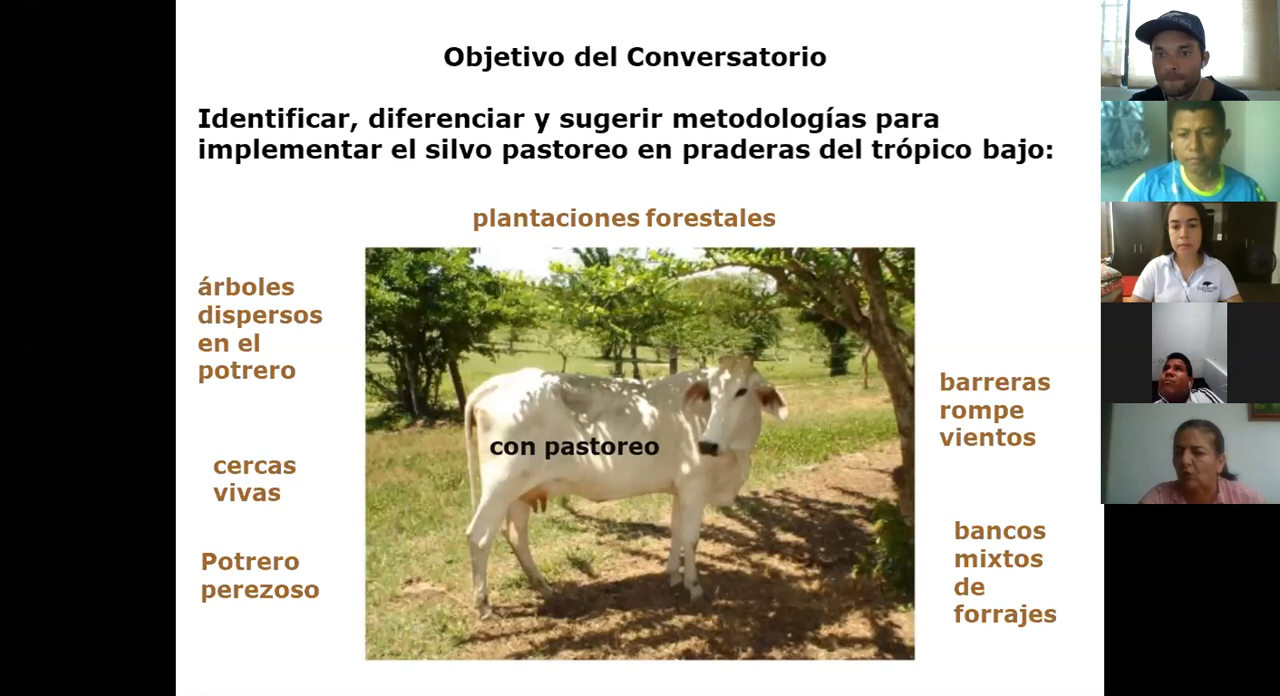 Objetivo del Conversatorio
Identificar, diferenciar y sugerir metodologías para
implementar el silvo pastoreo en praderas del trópico bajo:
plantaciones forestales
árboles
dispersos
en el
potrero
cercas
vivas
Potrero
perezoso
con pastoreo
barreras
rompe
vientos
bancos
mixtos
de
forrajes